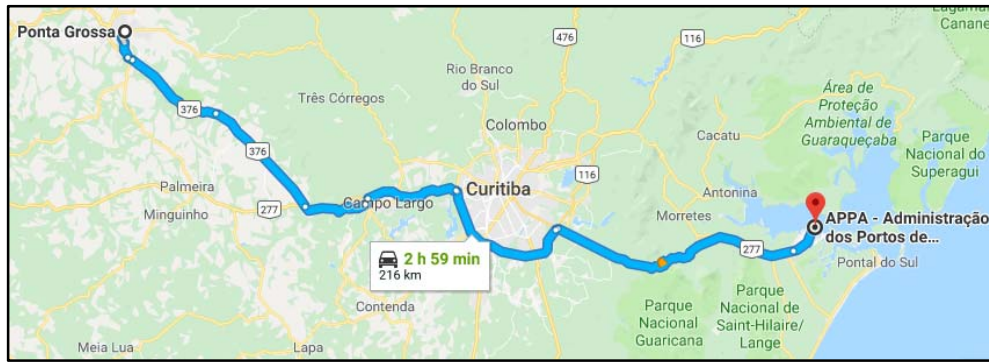 Lagamar
Canané
Ponta Grossa
476
116
Rio Branco
do Sul
Três Córregos
Área de
Proteção
Ambiental de
Guaraqueçaba
376
Colombo
Cacatu
Parque
Nacional do
Superagui
376
116
Palmeira
Curitiba
Antonina
277
Campo Largo
Minguinho
Morretes
APPA - Administração
dos Portos de...
2 h 59 min
216 km
277
Pontal do Sul
Contenda
Parque
Nacional
Guaricana
Parque
Nacional de
Saint-Hilaire/
Lange
Meia Lua
Lapa